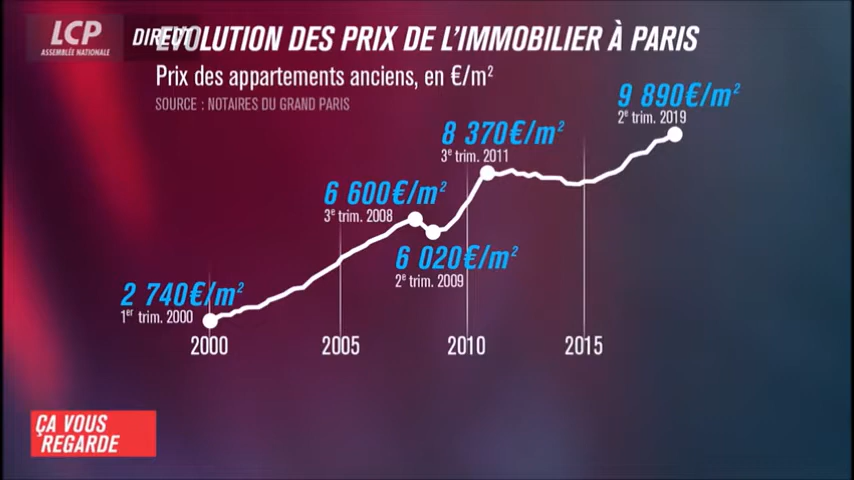 LCP
ASSEMBLÉE NATIONALE
DIRECT
ÉVOLUTION DES PRIX DE L'IMMOBILIER À PARIS
Prix des appartements anciens, en €/m²
SOURCE : NOTAIRES DU GRAND PARIS
9 890€/m²
2e trim. 2019
8 370€/m²
3e trim. 2011
6 600€/m²
3e trim. 2008
6 020€/m²
2e trim. 2009
2 740€/m²
1er trim. 2000
2000 2005 2010 2015
ÇA VOUS
REGARDE